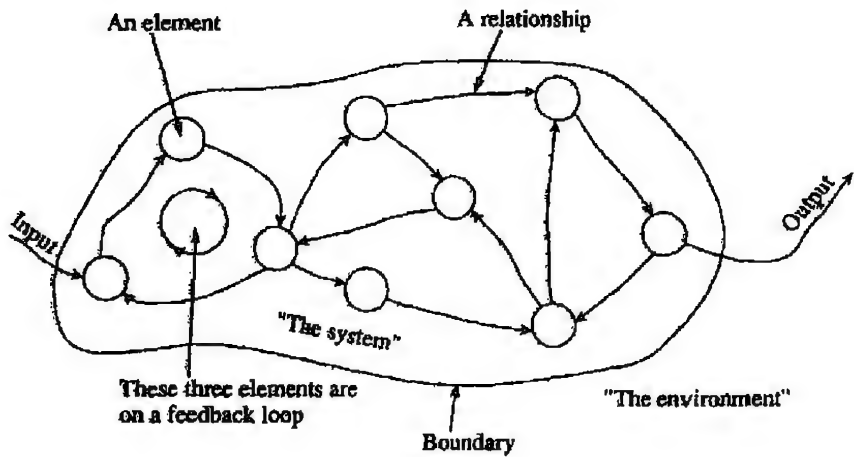 An element
A relationship
Input
Output
"The system"
These three elements are
on a feedback loop
"The environment"
Boundary